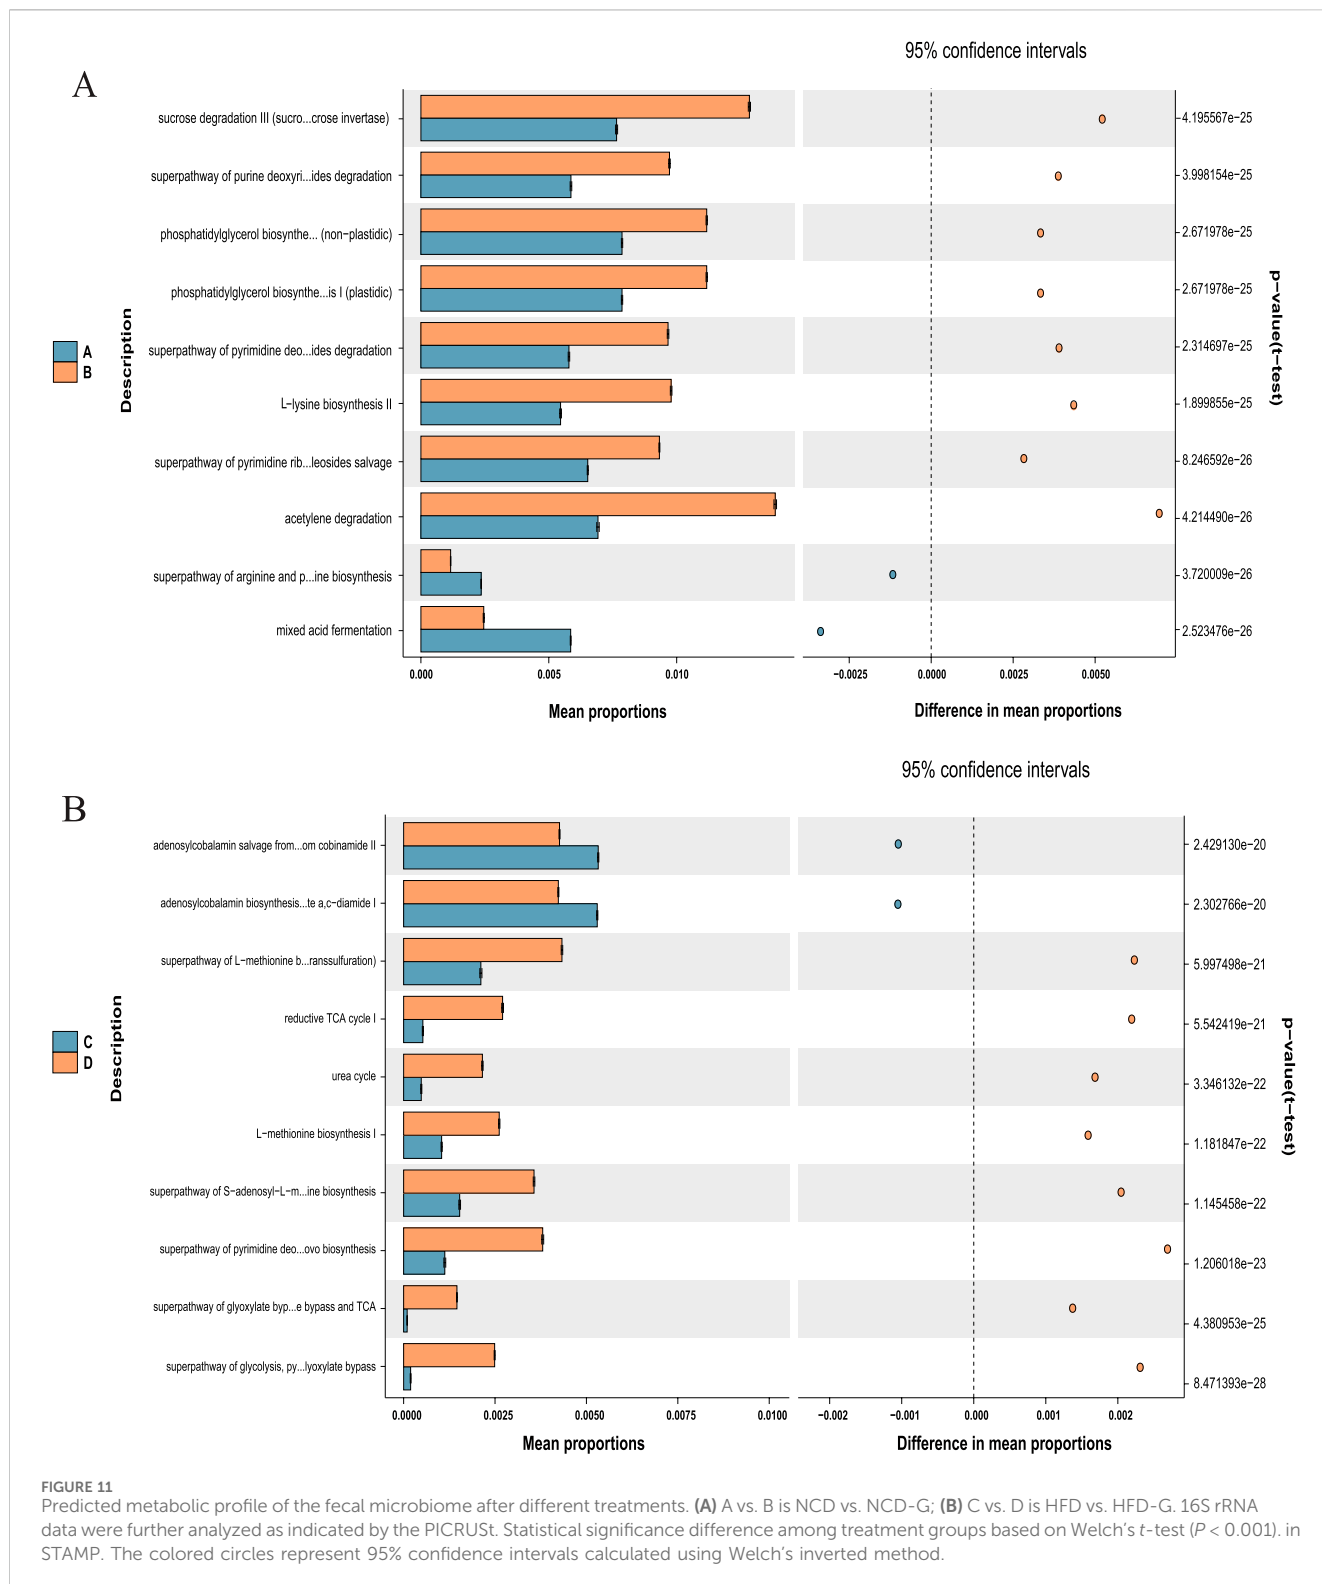 A
95% confidence intervals
sucrose degradation III (sucro...crose invertase)
4.195567e−25
superpathway of purine deoxyri...ides degradation
3.998154e−25
phosphatidylglycerol biosynthe... (non−plastidic)
2.671978e−25
phosphatidylglycerol biosynthe...is I (plastidic)
2.671978e−25
superpathway of pyrimidine deo...ides degradation
2.314697e−25
L−lysine biosynthesis II
1.899855e−25
superpathway of pyrimidine rib...leosides salvage
8.246592e−26
acetylene degradation
4.214490e−26
superpathway of arginine and p...ine biosynthesis
3.720009e−26
mixed acid fermentation
2.523476e−26
A
B
Description
p−value(t−test)
0.000 0.005 0.010
−0.0025 0.0000 0.0025 0.0050
Mean proportions
Difference in mean proportions
B
95% confidence intervals
adenosylcobalamin salvage from...om cobinamide II
2.429130e−20
adenosylcobalamin biosynthesis...te a,c−diamide I
2.302766e−20
superpathway of L−methionine b...ranssulfuration)
5.997498e−21
reductive TCA cycle I
5.542419e−21
urea cycle
3.346132e−22
L−methionine biosynthesis I
1.181847e−22
superpathway of S−adenosyl−L−m...ine biosynthesis
1.145458e−22
superpathway of pyrimidine deo...ovo biosynthesis
1.206018e−23
superpathway of glyoxylate byp...e bypass and TCA
4.380953e−25
superpathway of glycolysis, py...lyoxylate bypass
8.471393e−28
C
D
Description
p−value(t−test)
0.0000 0.0025 0.0050 0.0075 0.0100
−0.002 −0.001 0.000 0.001 0.002
Mean proportions
Difference in mean proportions
FIGURE 11
Predicted metabolic profile of the fecal microbiome after different treatments. (A) A vs. B is NCD vs. NCD-G; (B) C vs. D is HFD vs. HFD-G. 16S rRNA
data were further analyzed as indicated by the PICRUSt. Statistical significance difference among treatment groups based on Welch’s t-test (P < 0.001). in
STAMP. The colored circles represent 95% confidence intervals calculated using Welch’s inverted method.